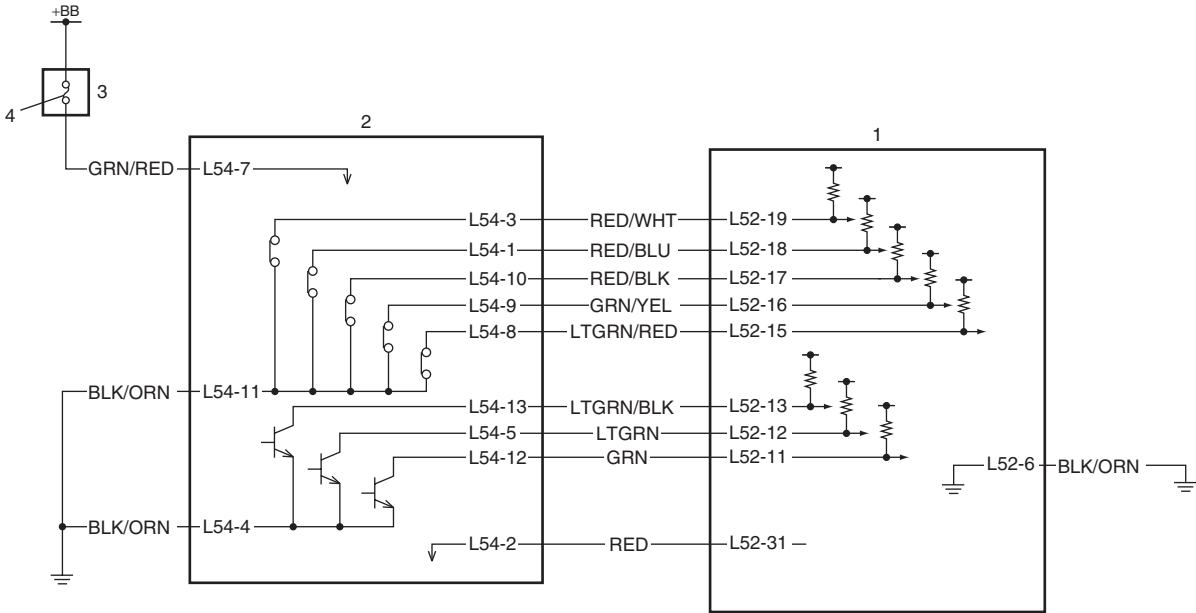 +BB
3
4
2
1
GRN/RED L54-7
L54-3 RED/WHT L52-19
L54-1 RED/BLU L52-18
L54-10 RED/BLK L52-17
L54-9 GRN/YEL L52-16
L54-8 LTGRN/RED L52-15
BLK/ORN L54-11
L54-13 LTGRN/BLK L52-13
L54-5 LTGRN L52-12
L54-12 GRN L52-11
L52-6 BLK/ORN
BLK/ORN L54-4
L54-2 RED L52-31